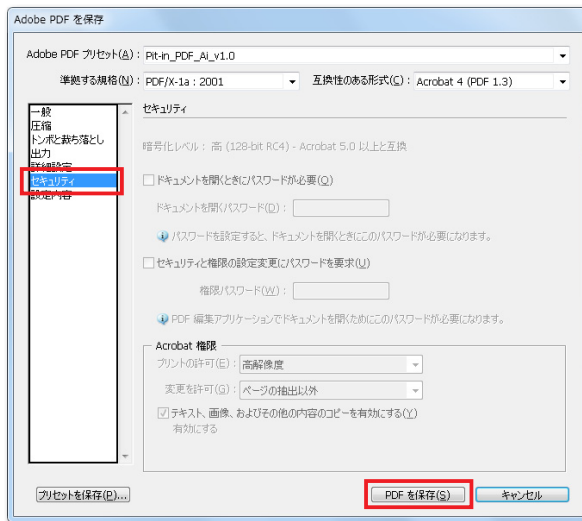 Adobe PDF を保存
Adobe PDF プリセット(A)： Pit-in_PDF_Ai_v1.0
準拠する規格(N)： PDF/X-1a : 2001 互換性のある形式(C)： Acrobat 4 (PDF 1.3)
一般
圧縮
トンボと裁ち落とし
出力
詳細設定
セキュリティ
設定内容
セキュリティ
暗号化レベル： 高 (128-bit RC4) - Acrobat 5.0 以上と互換
ドキュメントを開くときにパスワードが必要(O)
ドキュメントを開くパスワード(D)：
パスワードを設定すると、ドキュメントを開くときにこのパスワードが必要になります。
セキュリティと権限の設定変更にパスワードを要求(U)
権限パスワード(W)：
PDF 編集アプリケーションでドキュメントを開くためにこのパスワードが必要になります。
Acrobat 権限
プリントの許可(E)： 高解像度
変更を許可(G)： ページの抽出以外
テキスト、画像、およびその他の内容のコピーを有効にする(Y)
有効にする
プリセットを保存(P)... PDF を保存(S) キャンセル